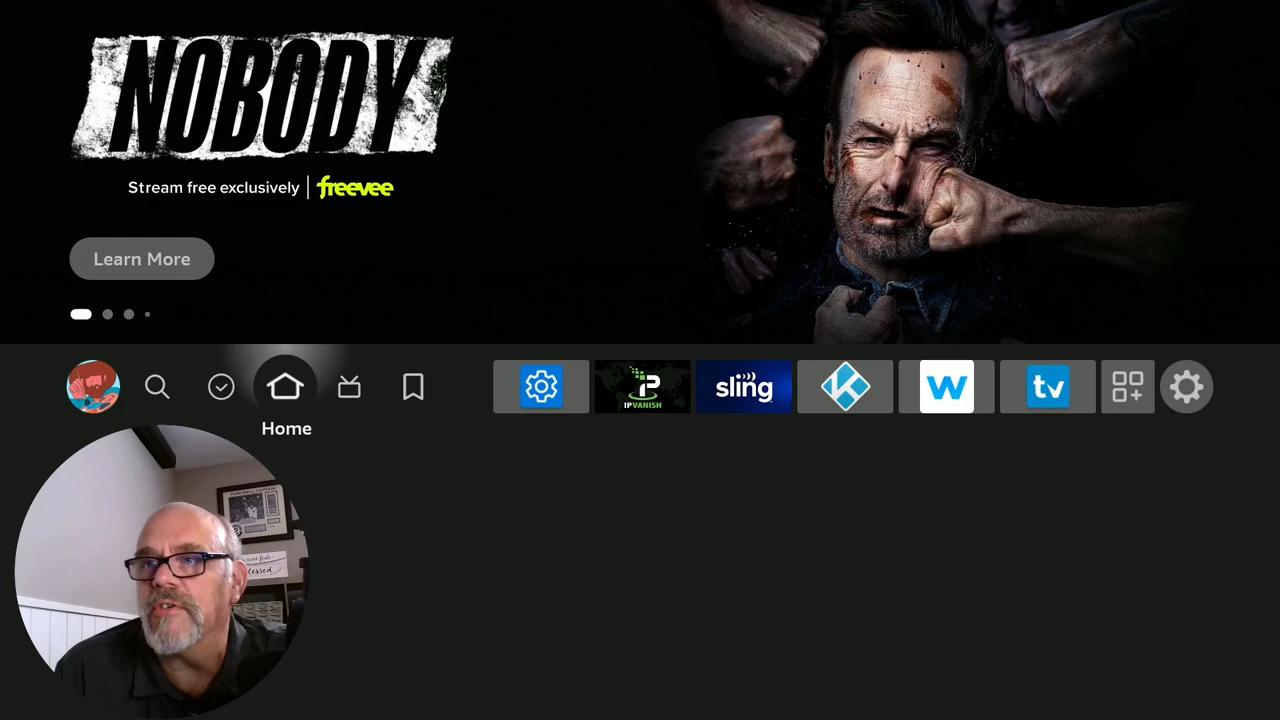 NOBODY
Stream free exclusively | freevee
Learn More
IPVANISH
sling
W
tv
Home